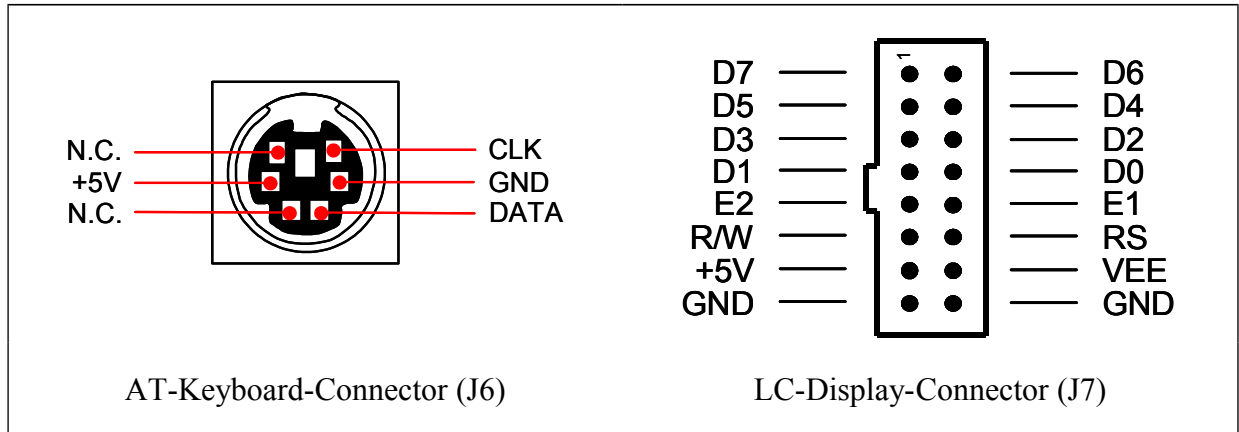 N.C. CLK
+5V GND
N.C. DATA
AT-Keyboard-Connector (J6)
1
D7 D6
D5 D4
D3 D2
D1 D0
E2 E1
R/W RS
+5V VEE
GND GND
LC-Display-Connector (J7)